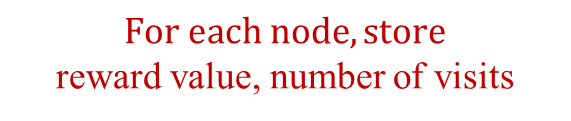 For each node, store
reward value, number of visits